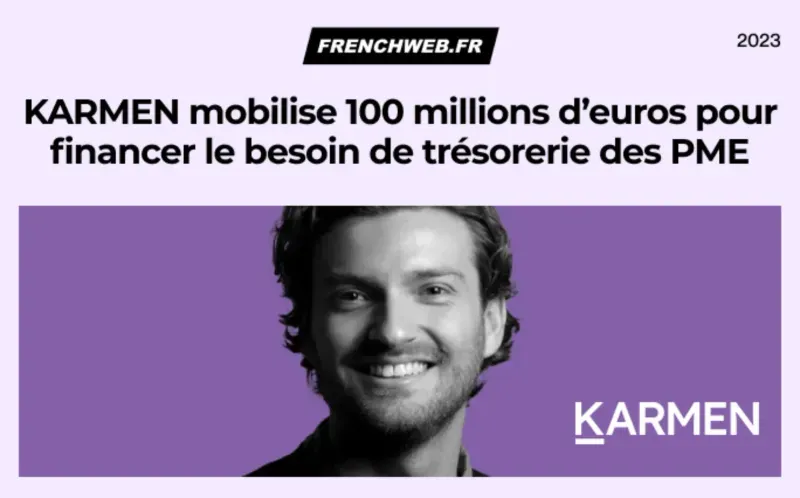 FRENCHWEB.FR
2023
KARMEN mobilise 100 millions d’euros pour
financer le besoin de trésorerie des PME
KARMEN